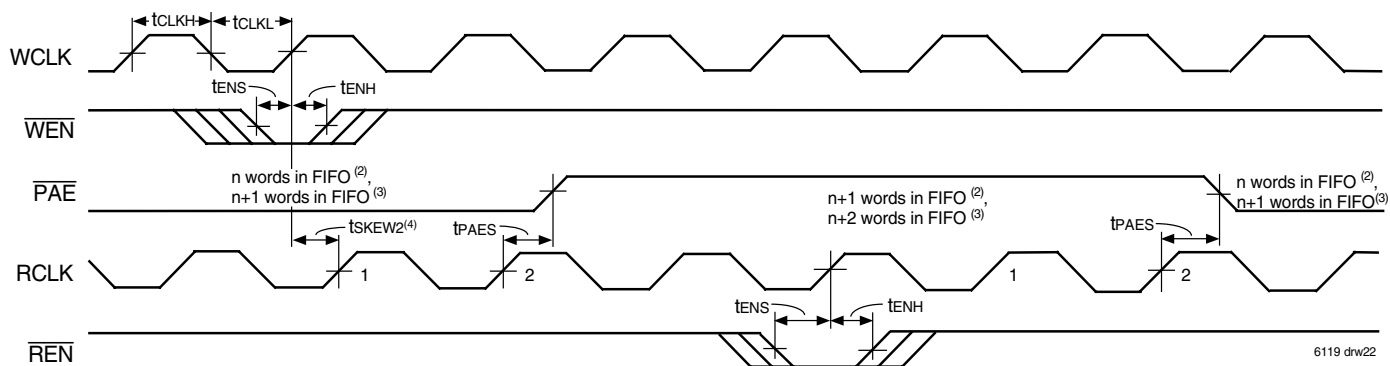 tCLKH
tCLKL
WCLK
tENS
tENH
WEN
n words in FIFO (2),
n+1 words in FIFO (3)
PAE
n+1 words in FIFO (2),
n+2 words in FIFO (3)
n words in FIFO (2),
n+1 words in FIFO(3)
tSKEW2(4)
tPAES
tPAES
RCLK
1
2
1
2
tENS
tENH
REN
6119 drw22